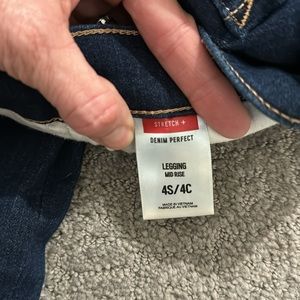 STRETCH +
DENIM PERFECT
LEGGING
MID RISE
4S/4C
MADE IN VIETNAM
FABRIQUÉ AU VIETNAM